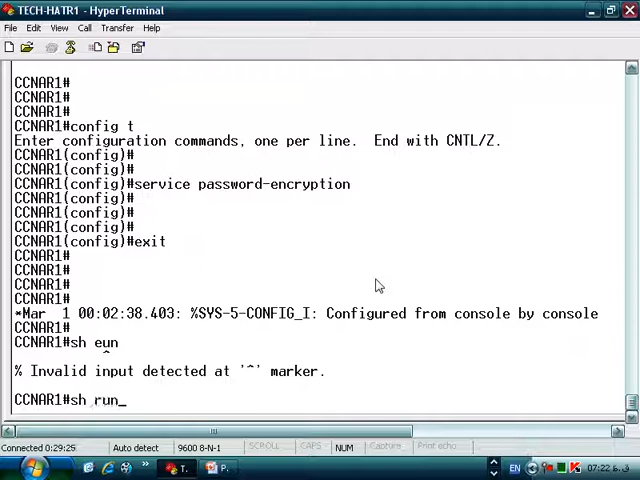 TECH-HATR1 - HyperTerminal
File Edit View Call Transfer Help
CCNAR1#
CCNAR1#
CCNAR1#
CCNAR1#config t
Enter configuration commands, one per line.  End with CNTL/Z.
CCNAR1(config)#
CCNAR1(config)#
CCNAR1(config)#service password-encryption
CCNAR1(config)#
CCNAR1(config)#
CCNAR1(config)#
CCNAR1(config)#exit
CCNAR1#
CCNAR1#
CCNAR1#
CCNAR1#
*Mar  1 00:02:38.403: %SYS-5-CONFIG_I: Configured from console by console
CCNAR1#
CCNAR1#sh eun
^
% Invalid input detected at '^' marker.
CCNAR1#sh run_
Connected 0:29:25 Auto detect 9600 8-N-1 SCROLL CAPS NUM Capture Print echo
T. P. EN 07:22 ق.ظ